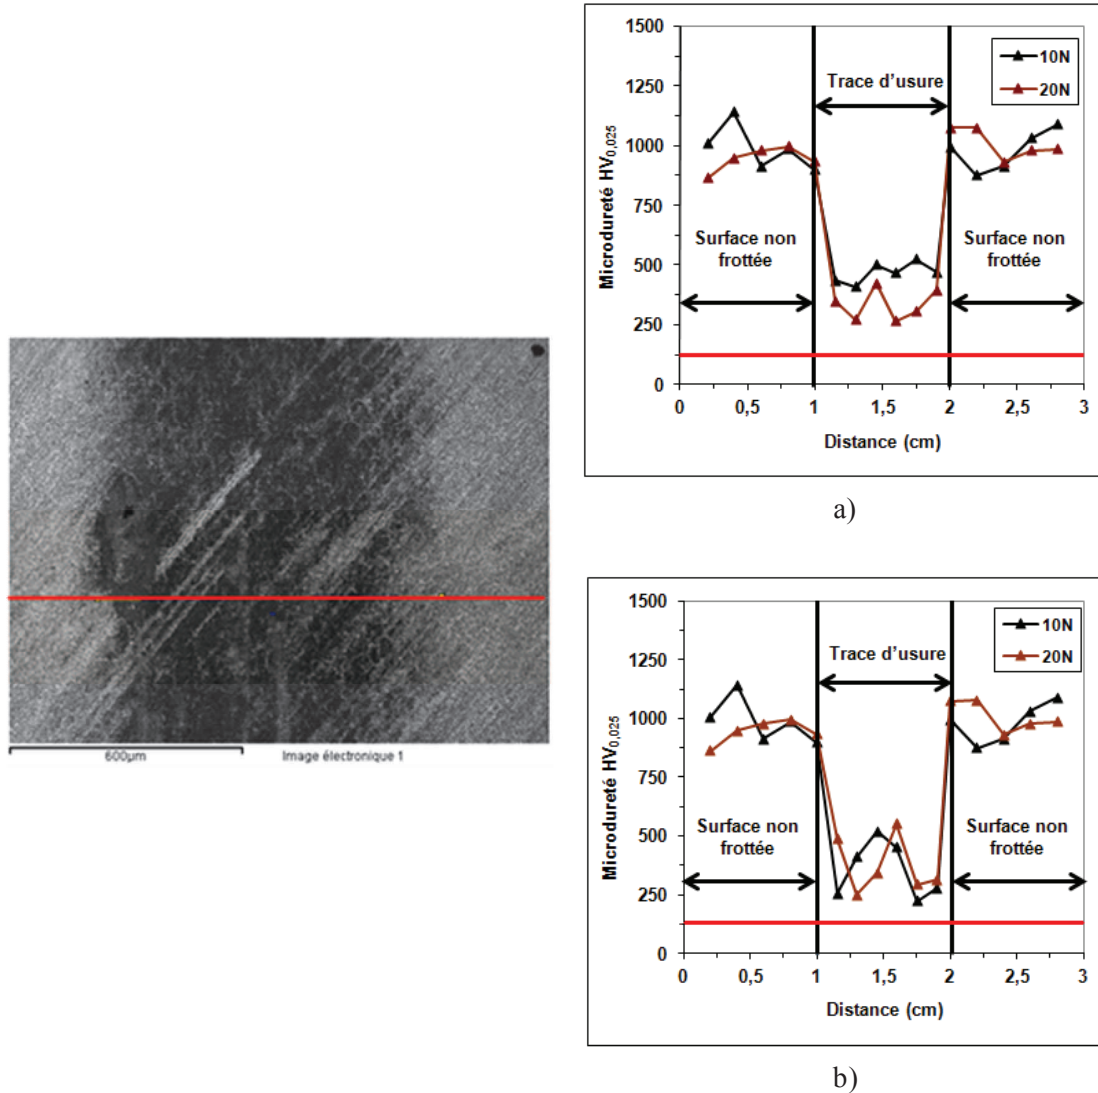 1500
1250
1000
750
500
250
0
Microdureté HV0,025
10N
20N
Trace d'usure
Surface non
frottée
Surface non
frottée
0 0,5 1 1,5 2 2,5 3
Distance (cm)
a)
600µm Image électronique 1
1500
1250
1000
750
500
250
0
Microdureté HV0,025
10N
20N
Trace d'usure
Surface non
frottée
Surface non
frottée
0 0,5 1 1,5 2 2,5 3
Distance (cm)
b)